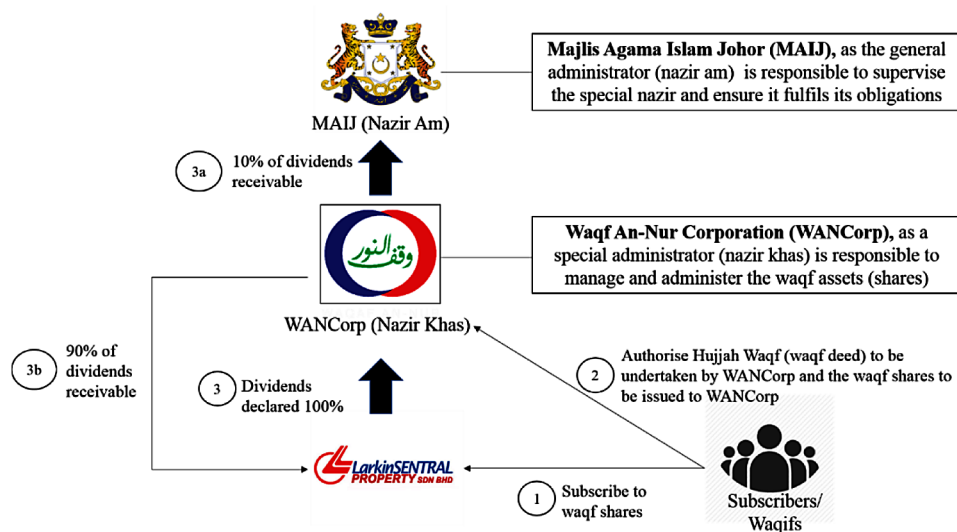 Majlis Agama Islam Johor (MAIJ), as the general
administrator (nazir am) is responsible to supervise
the special nazir and ensure it fulfils its obligations
MAIJ (Nazir Am)
3a
10% of dividends
receivable
وقف النور
Waqf An-Nur Corporation (WANCorp), as a
special administrator (nazir khas) is responsible to
manage and administer the waqf assets (shares)
WANCorp (Nazir Khas)
3b
90% of
dividends
receivable
3
Dividends
declared 100%
2
Authorise Hujjah Waqf (waqf deed) to be
undertaken by WANCorp and the waqf shares to
be issued to WANCorp
LarkinSENTRAL
PROPERTY SDN BHD
1
Subscribe to
waqf shares
Subscribers/
Waqifs